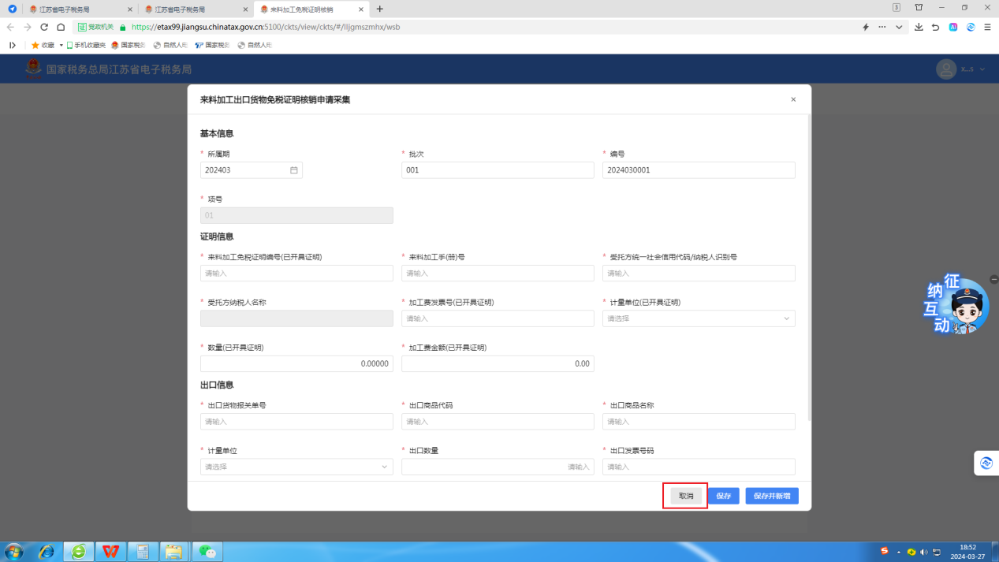 江苏省电子税务局
江苏省电子税务局
来料加工免税证明核销
3
证 党政机关
https://etax99.jiangsu.chinatax.gov.cn:5100/ckts/view/ckts/#/lljgmszmhx/wsb
收藏
手机收藏夹
国家税务
自然人电
国家税务
自然人电
国家税务总局江苏省电子税务局
来料加工出口货物免税证明核销申请采集
基本信息
* 所属期
* 批次
* 编号
202403
001
2024030001
* 项号
01
证明信息
* 来料加工免税证明编号(已开具证明)
* 来料加工手(册)号
* 受托方统一社会信用代码/纳税人识别号
请输入
请输入
请输入
* 受托方纳税人名称
* 加工费发票号(已开具证明)
* 计量单位(已开具证明)
请输入
请选择
* 数量(已开具证明)
* 加工费金额(已开具证明)
0.00000
0.00
出口信息
* 出口货物报关单号
* 出口商品代码
* 出口商品名称
请输入
请输入
请输入
* 计量单位
* 出口数量
* 出口发票号码
请选择
请输入
请输入
取消
保存
保存并新增
征纳互动
18:52
2024-03-27